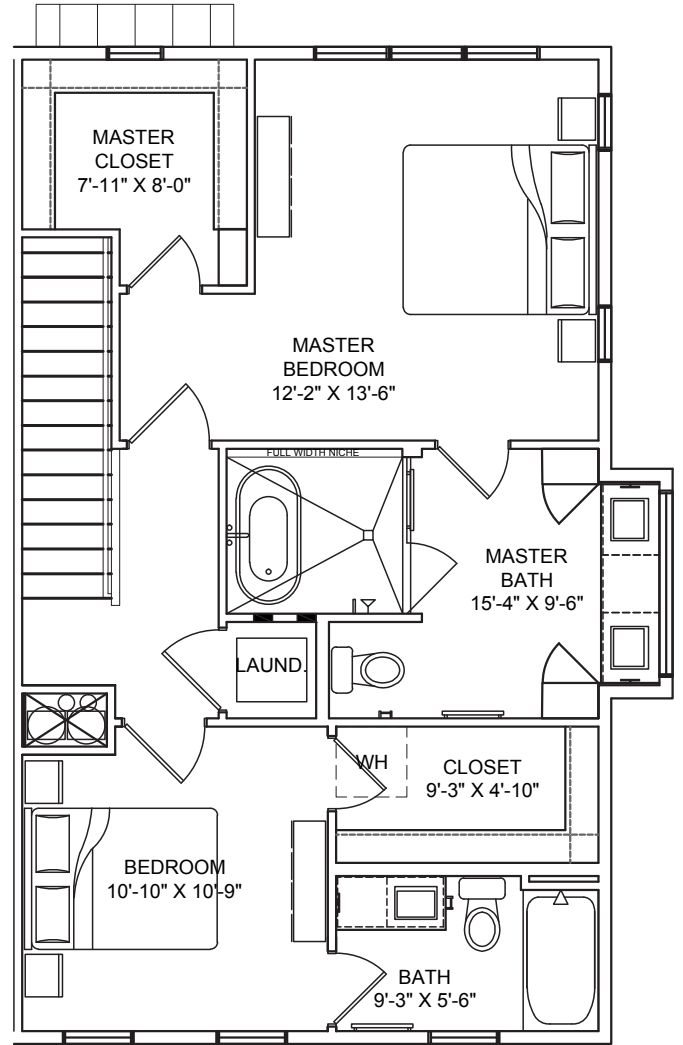 MASTER
CLOSET
7'-11" X 8'-0"
MASTER
BEDROOM
12'-2" X 13'-6"
FULL WIDTH NICHE
MASTER
BATH
15'-4" X 9'-6"
LAUND.
WH
CLOSET
9'-3" X 4'-10"
BEDROOM
10'-10" X 10'-9"
BATH
9'-3" X 5'-6"